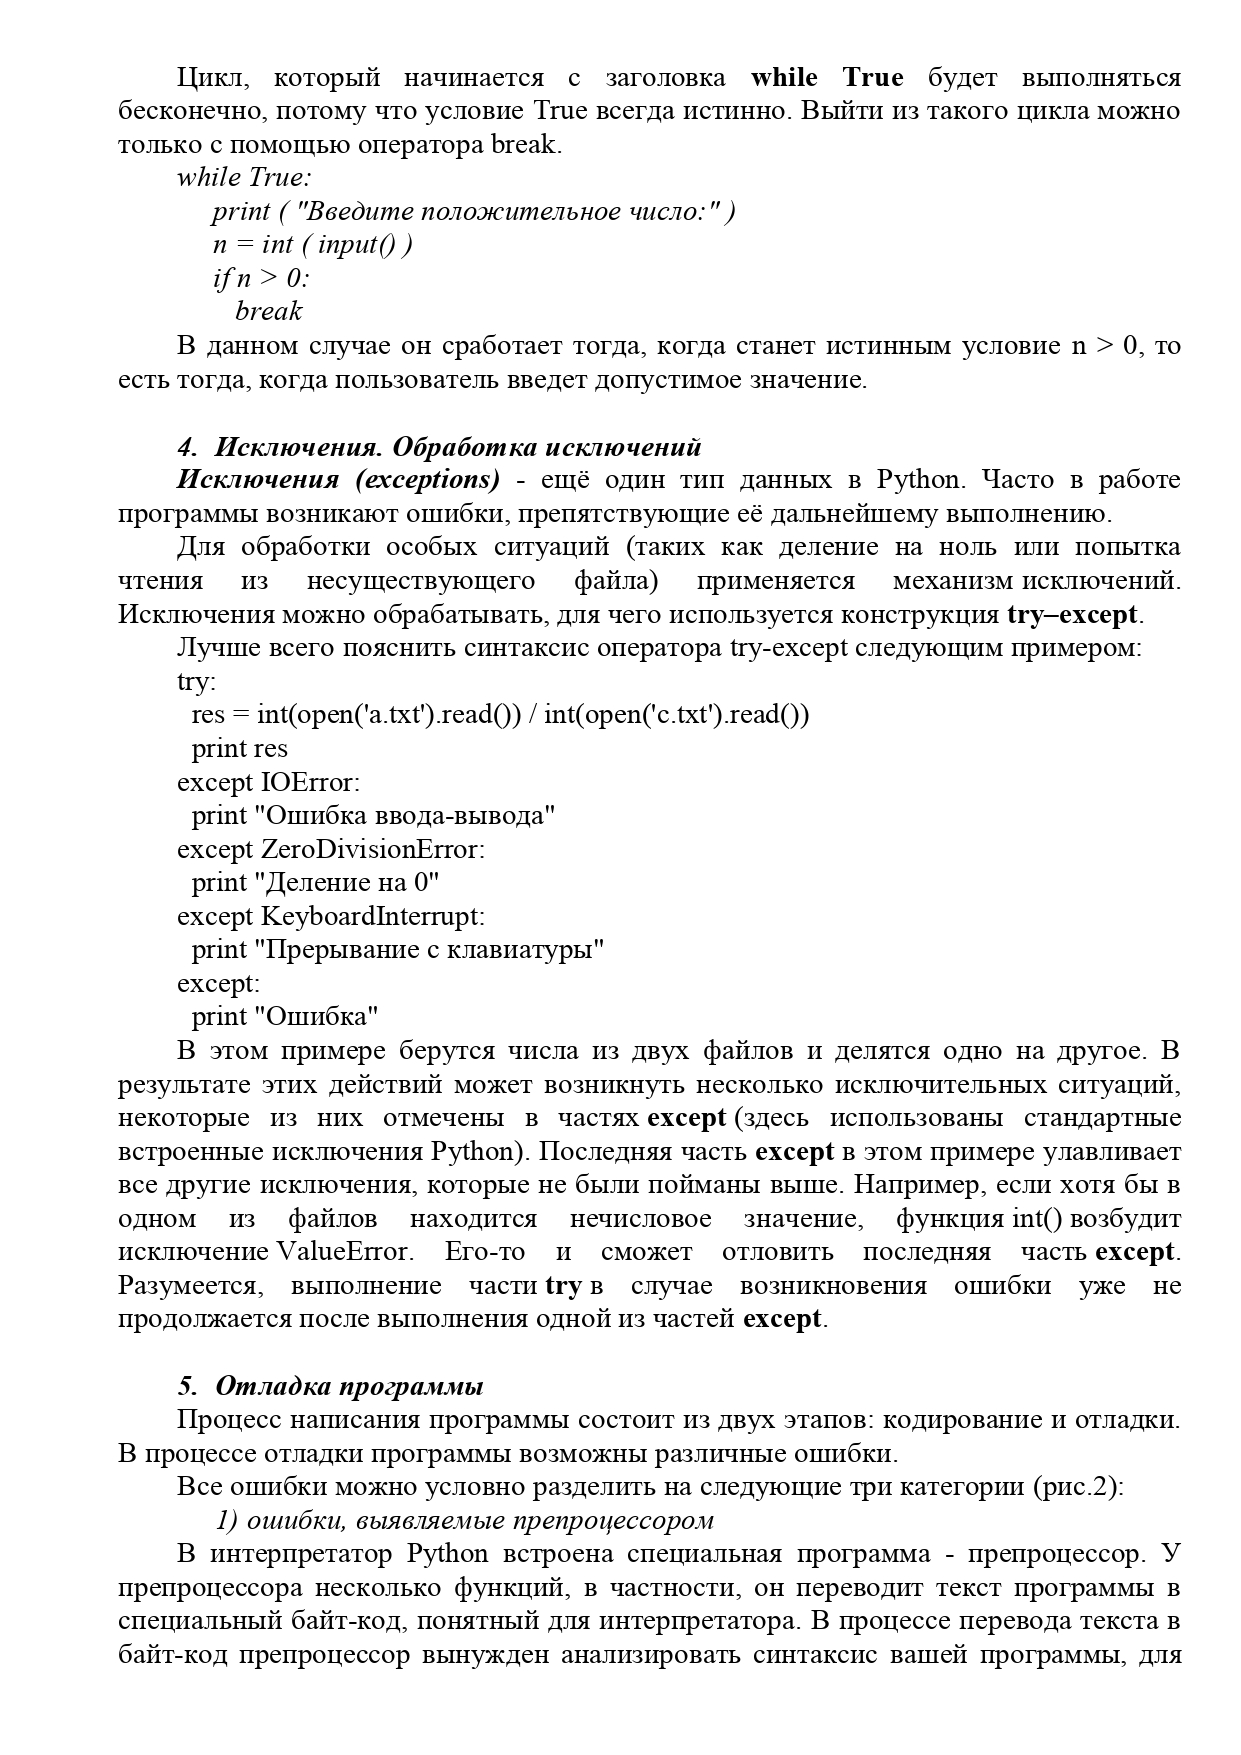 Цикл, который начинается с заголовка while True будет выполняться
бесконечно, потому что условие True всегда истинно. Выйти из такого цикла можно
только с помощью оператора break.
while True:
print ( "Введите положительное число:" )
n = int ( input() )
if n > 0:
break
В данном случае он сработает тогда, когда станет истинным условие n > 0, то
есть тогда, когда пользователь введет допустимое значение.
4. Исключения. Обработка исключений
Исключения (exceptions) - ещё один тип данных в Python. Часто в работе
программы возникают ошибки, препятствующие её дальнейшему выполнению.
Для обработки особых ситуаций (таких как деление на ноль или попытка
чтения из несуществующего файла) применяется механизм исключений.
Исключения можно обрабатывать, для чего используется конструкция try–except.
Лучше всего пояснить синтаксис оператора try-except следующим примером:
try:
res = int(open('a.txt').read()) / int(open('c.txt').read())
print res
except IOError:
print "Ошибка ввода-вывода"
except ZeroDivisionError:
print "Деление на 0"
except KeyboardInterrupt:
print "Прерывание с клавиатуры"
except:
print "Ошибка"
В этом примере берутся числа из двух файлов и делятся одно на другое. В
результате этих действий может возникнуть несколько исключительных ситуаций,
некоторые из них отмечены в частях except (здесь использованы стандартные
встроенные исключения Python). Последняя часть except в этом примере улавливает
все другие исключения, которые не были пойманы выше. Например, если хотя бы в
одном из файлов находится нечисловое значение, функция int() возбудит
исключение ValueError. Его-то и сможет отловить последняя часть except.
Разумеется, выполнение части try в случае возникновения ошибки уже не
продолжается после выполнения одной из частей except.
5. Отладка программы
Процесс написания программы состоит из двух этапов: кодирование и отладки.
В процессе отладки программы возможны различные ошибки.
Все ошибки можно условно разделить на следующие три категории (рис.2):
1) ошибки, выявляемые препроцессором
В интерпретатор Python встроена специальная программа - препроцессор. У
препроцессора несколько функций, в частности, он переводит текст программы в
специальный байт-код, понятный для интерпретатора. В процессе перевода текста в
байт-код препроцессор вынужден анализировать синтаксис вашей программы, для